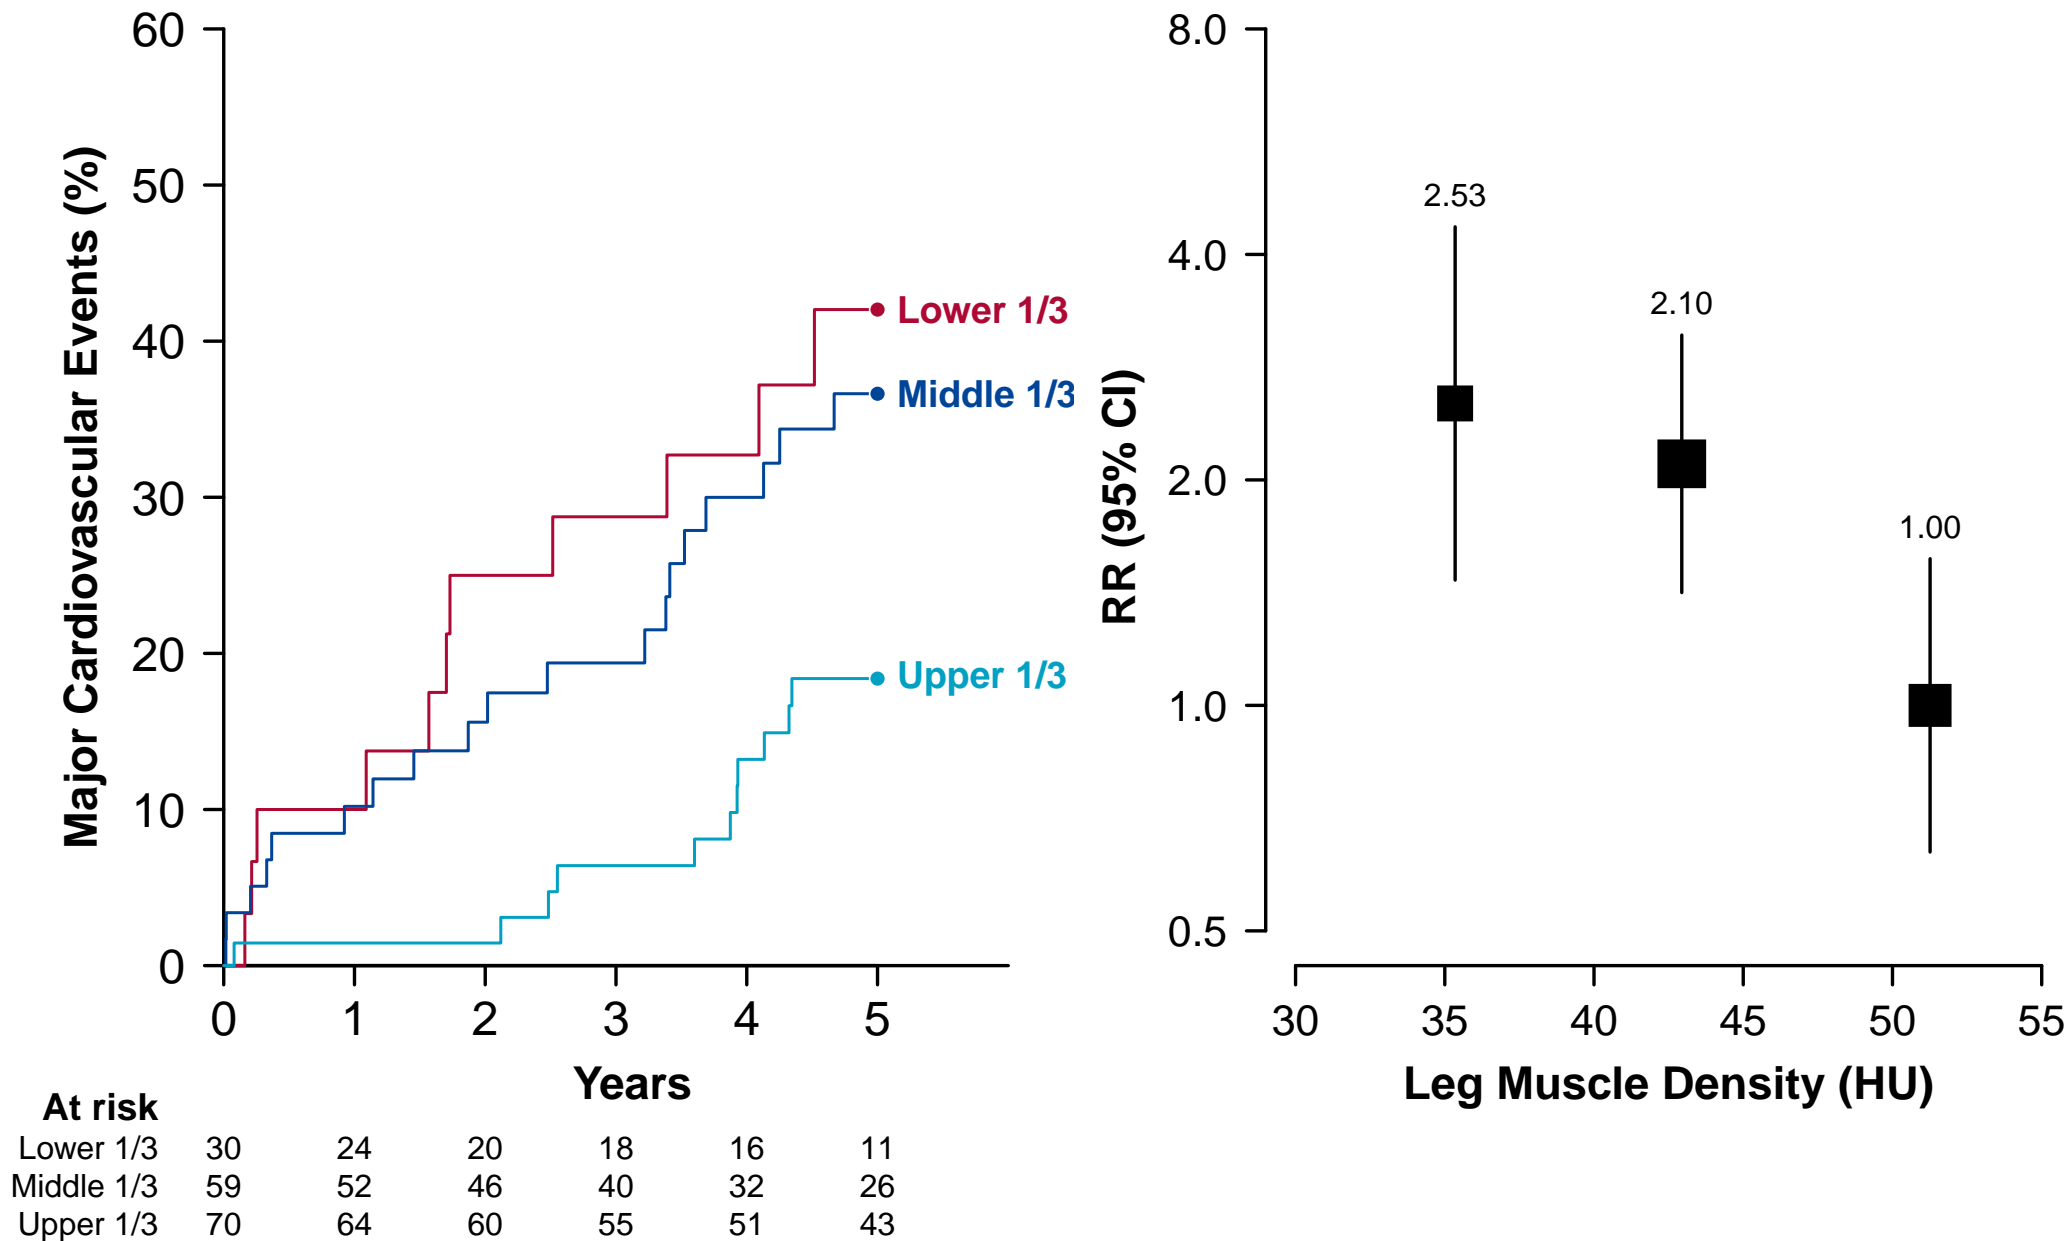 60
50
40
30
20
10
0
Major Cardiovascular Events (%)
Lower 1/3
Middle 1/3
Upper 1/3
0 1 2 3 4 5
Years
At risk
Lower 1/3 30 24 20 18 16 11
Middle 1/3 59 52 46 40 32 26
Upper 1/3 70 64 60 55 51 43
8.0
4.0
2.0
1.0
0.5
RR (95% CI)
2.53
2.10
1.00
30 35 40 45 50 55
Leg Muscle Density (HU)